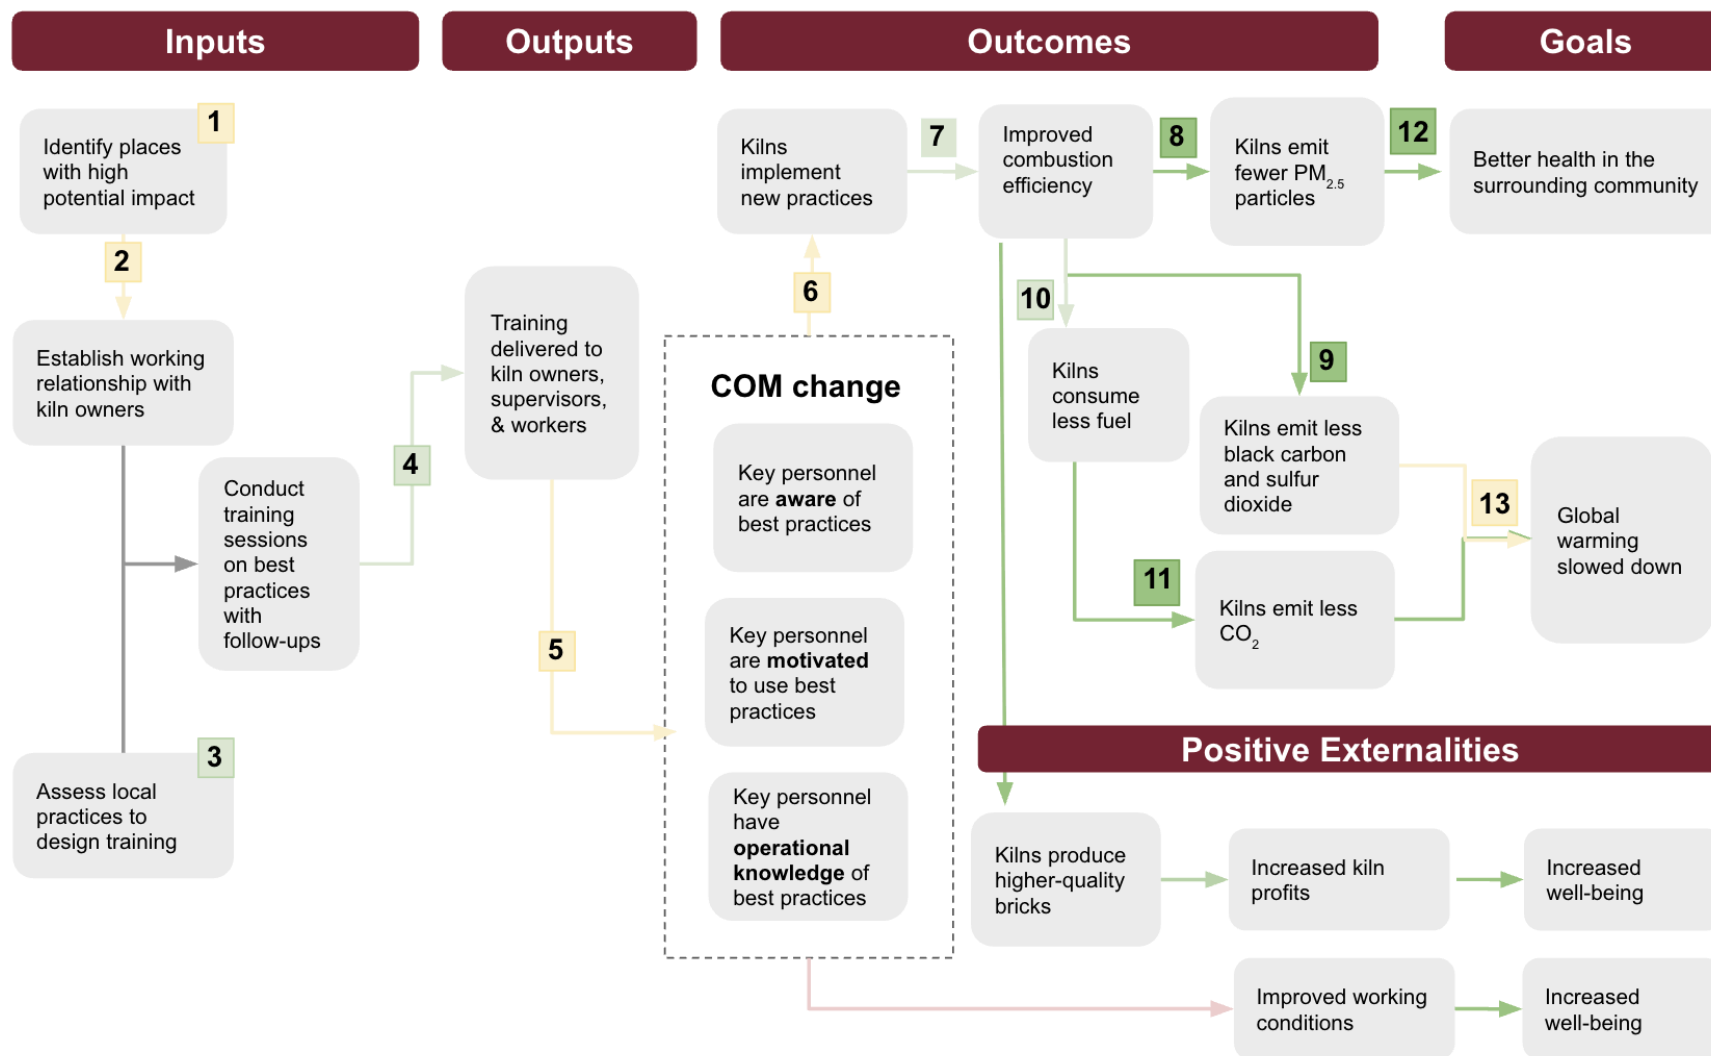 Inputs
Outputs
Outcomes
Goals
1
Identify places
with high
potential impact
2
Establish working
relationship with
kiln owners
Conduct
training
sessions
on best
practices
with
follow-ups
3
Assess local
practices to
design training
4
Training
delivered to
kiln owners,
supervisors,
& workers
5
COM change
Key personnel
are aware of
best practices
Key personnel
are motivated
to use best
practices
Key personnel
have
operational
knowledge of
best practices
6
Kilns
implement
new practices
7
Improved
combustion
efficiency
8
Kilns emit
fewer PM2.5
particles
12
Better health in the
surrounding community
10
Kilns
consume
less fuel
9
Kilns emit less
black carbon
and sulfur
dioxide
11
Kilns emit less
CO2
13
Global
warming
slowed down
Positive Externalities
Kilns produce
higher-quality
bricks
Increased kiln
profits
Increased
well-being
Improved working
conditions
Increased
well-being